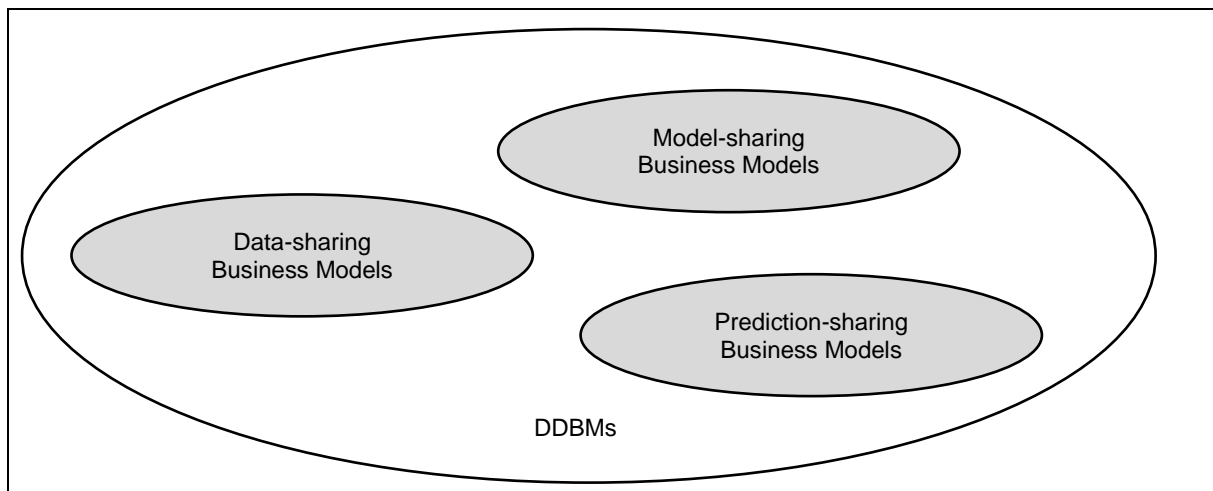 Model-sharing
Business Models
Data-sharing
Business Models
Prediction-sharing
Business Models
DDBMs